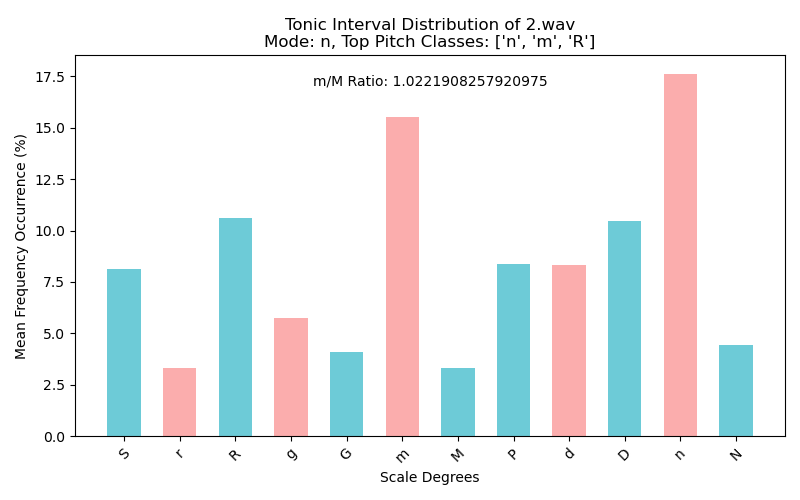 Tonic Interval Distribution of 2.wav
Mode: n, Top Pitch Classes: ['n', 'm', 'R']
m/M Ratio: 1.0221908257920975
Mean Frequency Occurrence (%)
17.5
15.0
12.5
10.0
7.5
5.0
2.5
0.0
S r R g G m M P d D n N
Scale Degrees